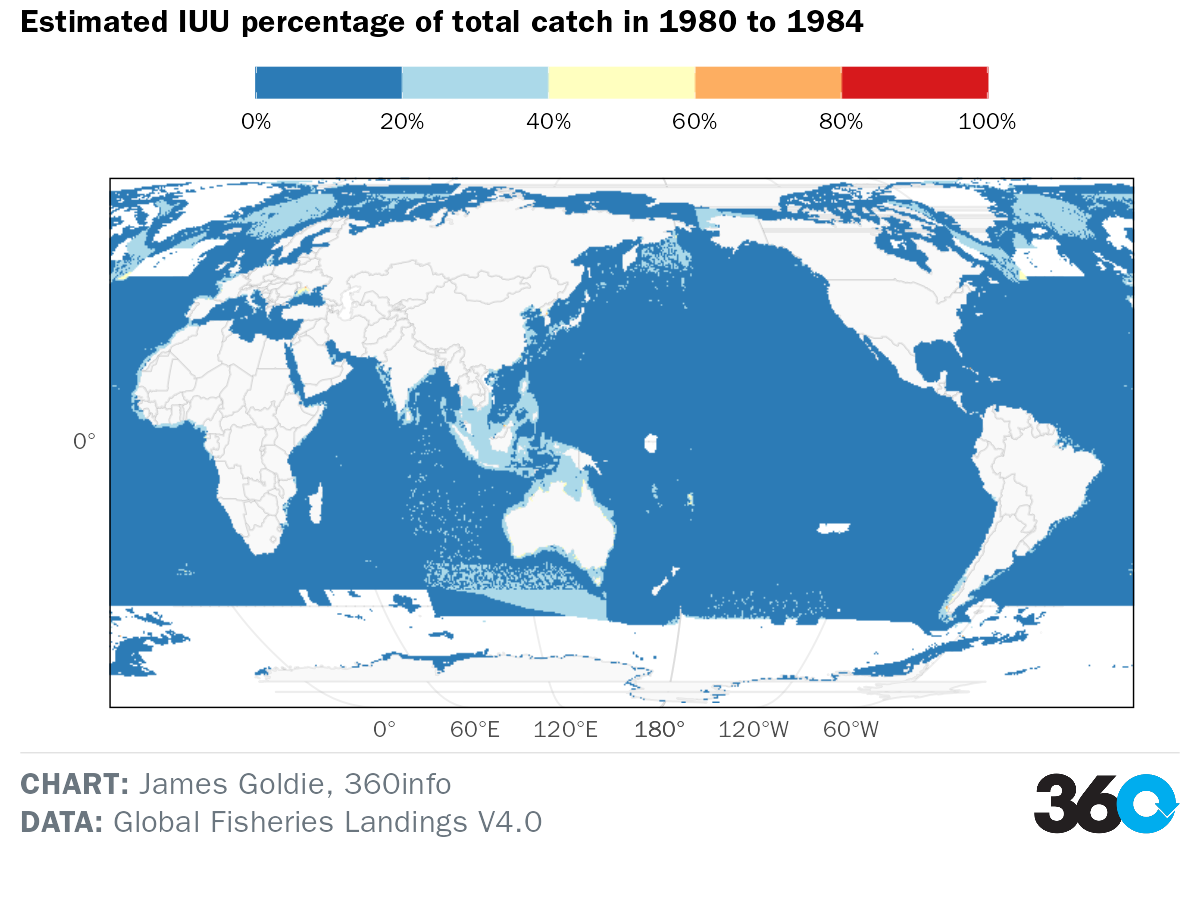 Estimated IUU percentage of total catch in 1980 to 1984
0% 20% 40% 60% 80% 100%
0°
0° 60°E 120°E 180° 120°W 60°W
CHART: James Goldie, 360info
DATA: Global Fisheries Landings V4.0
360